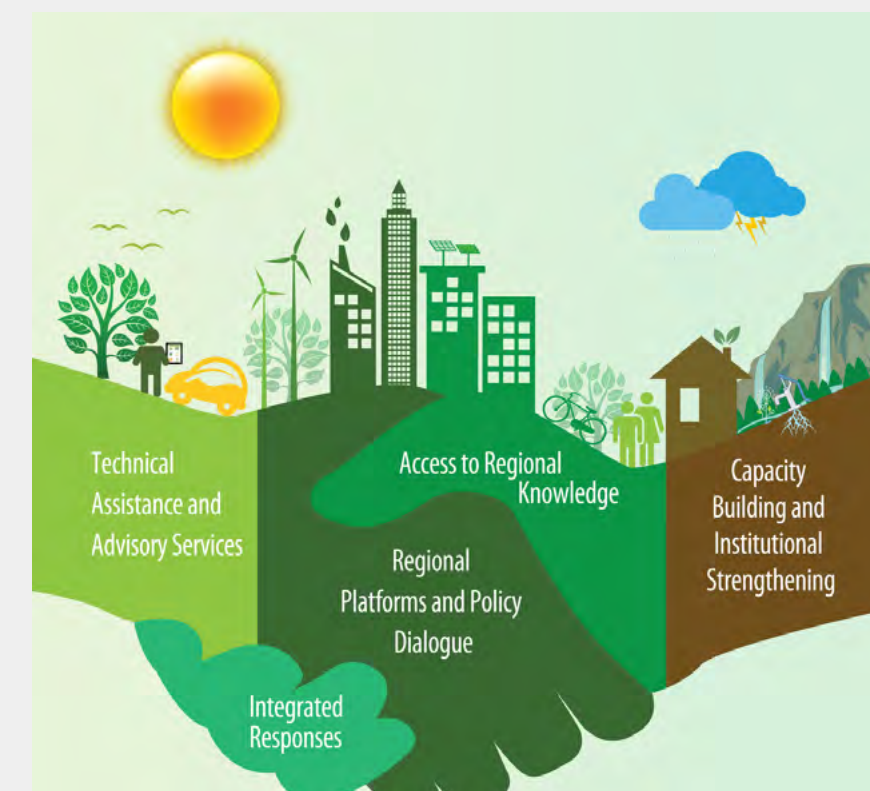 Technical
Assistance and
Advisory Services
Access to Regional
Knowledge
Regional
Platforms and Policy
Dialogue
Capacity
Building and
Institutional
Strengthening
Integrated
Responses